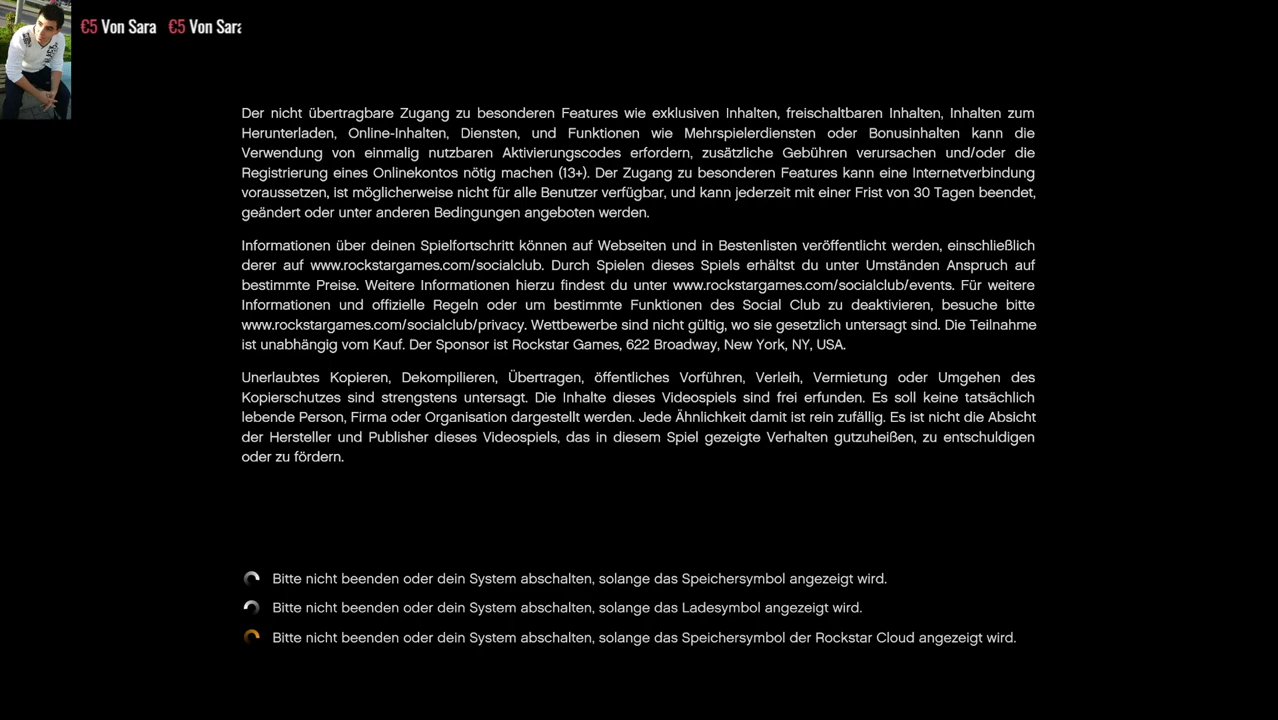 €5 Von Sara €5 Von Sara
Der nicht übertragbare Zugang zu besonderen Features wie exklusiven Inhalten, freischaltbaren Inhalten, Inhalten zum
Herunterladen, Online-Inhalten, Diensten, und Funktionen wie Mehrspielerdiensten oder Bonusinhalten kann die
Verwendung von einmalig nutzbaren Aktivierungscodes erfordern, zusätzliche Gebühren verursachen und/oder die
Registrierung eines Onlinekontos nötig machen (13+). Der Zugang zu besonderen Features kann eine Internetverbindung
voraussetzen, ist möglicherweise nicht für alle Benutzer verfügbar, und kann jederzeit mit einer Frist von 30 Tagen beendet,
geändert oder unter anderen Bedingungen angeboten werden.
Informationen über deinen Spielfortschritt können auf Webseiten und in Bestenlisten veröffentlicht werden, einschließlich
derer auf www.rockstargames.com/socialclub. Durch Spielen dieses Spiels erhältst du unter Umständen Anspruch auf
bestimmte Preise. Weitere Informationen hierzu findest du unter www.rockstargames.com/socialclub/events. Für weitere
Informationen und offizielle Regeln oder um bestimmte Funktionen des Social Club zu deaktivieren, besuche bitte
www.rockstargames.com/socialclub/privacy. Wettbewerbe sind nicht gültig, wo sie gesetzlich untersagt sind. Die Teilnahme
ist unabhängig vom Kauf. Der Sponsor ist Rockstar Games, 622 Broadway, New York, NY, USA.
Unerlaubtes Kopieren, Dekompilieren, Übertragen, öffentliches Vorführen, Verleih, Vermietung oder Umgehen des
Kopierschutzes sind strengstens untersagt. Die Inhalte dieses Videospiels sind frei erfunden. Es soll keine tatsächlich
lebende Person, Firma oder Organisation dargestellt werden. Jede Ähnlichkeit damit ist rein zufällig. Es ist nicht die Absicht
der Hersteller und Publisher dieses Videospiels, das in diesem Spiel gezeigte Verhalten gutzuheißen, zu entschuldigen
oder zu fördern.
Bitte nicht beenden oder dein System abschalten, solange das Speichersymbol angezeigt wird.
Bitte nicht beenden oder dein System abschalten, solange das Ladesymbol angezeigt wird.
Bitte nicht beenden oder dein System abschalten, solange das Speichersymbol der Rockstar Cloud angezeigt wird.